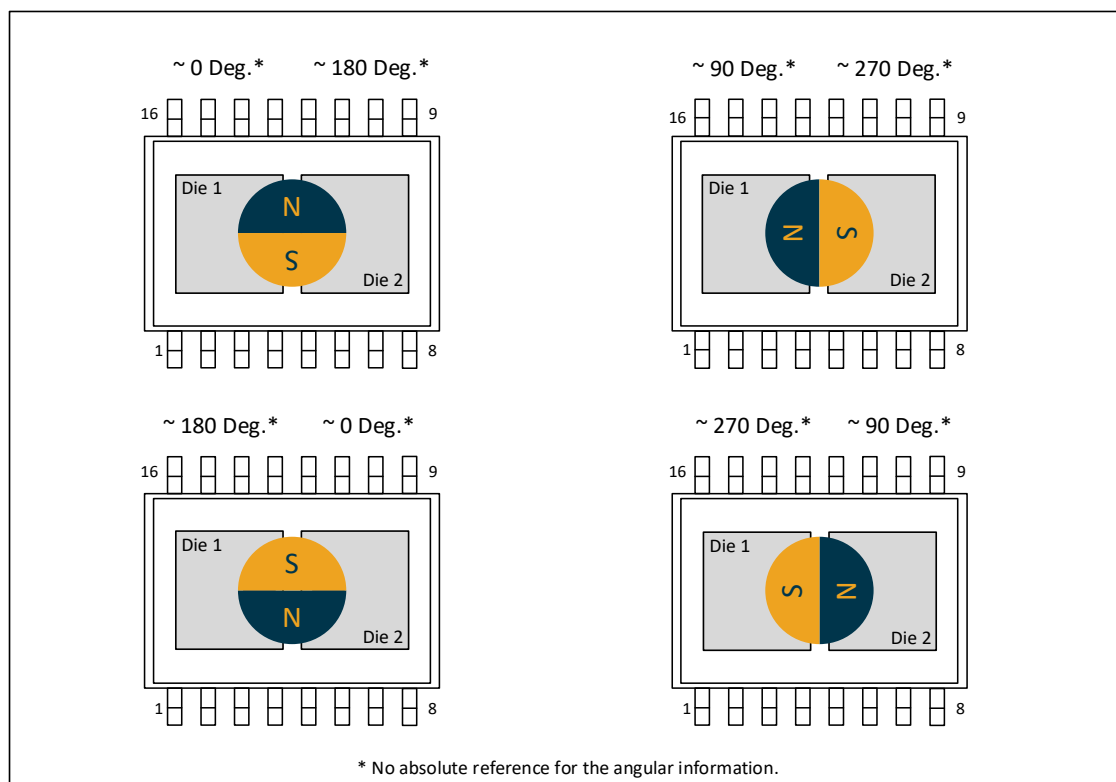 ~ 0 Deg.* ~ 180 Deg.*
16 9
Die 1
N
S
Die 2
1 8
~ 90 Deg.* ~ 270 Deg.*
16 9
Die 1
N S
Die 2
1 8
~ 180 Deg.* ~ 0 Deg.*
16 9
Die 1
S
N
Die 2
1 8
~ 270 Deg.* ~ 90 Deg.*
16 9
Die 1
S N
Die 2
1 8
* No absolute reference for the angular information.